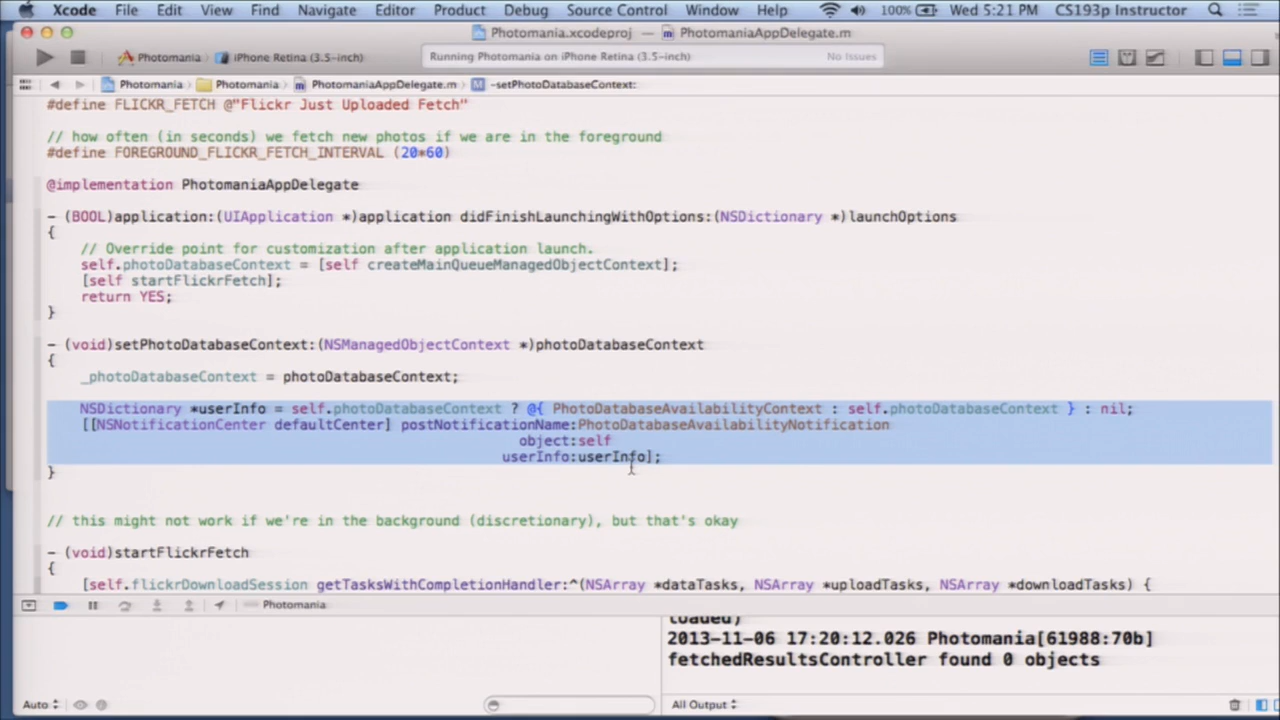 Xcode File Edit View Find Navigate Editor Product Debug Source Control Window Help 100% Wed 5:21 PM CS193p Instructor
Photomania.xcodeproj — PhotomaniaAppDelegate.m
Photomania iPhone Retina (3.5-inch) Running Photomania on iPhone Retina (3.5-inch) No Issues
Photomania Photomania PhotomaniaAppDelegate.m M -setPhotoDatabaseContext:
#define FLICKR_FETCH @"Flickr Just Uploaded Fetch"
// how often (in seconds) we fetch new photos if we are in the foreground
#define FOREGROUND_FLICKR_FETCH_INTERVAL (20*60)
@implementation PhotomaniaAppDelegate
- (BOOL)application:(UIApplication *)application didFinishLaunchingWithOptions:(NSDictionary *)launchOptions
{
// Override point for customization after application launch.
self.photoDatabaseContext = [self createMainQueueManagedObjectContext];
[self startFlickrFetch];
return YES;
}
- (void)setPhotoDatabaseContext:(NSManagedObjectContext *)photoDatabaseContext
{
_photoDatabaseContext = photoDatabaseContext;
NSDictionary *userInfo = self.photoDatabaseContext ? @{ PhotoDatabaseAvailabilityContext : self.photoDatabaseContext } : nil;
[[NSNotificationCenter defaultCenter] postNotificationName:PhotoDatabaseAvailabilityNotification
object:self
userInfo:userInfo];
}
// this might not work if we're in the background (discretionary), but that's okay
- (void)startFlickrFetch
{
[self.flickrDownloadSession getTasksWithCompletionHandler:^(NSArray *dataTasks, NSArray *uploadTasks, NSArray *downloadTasks) {
Photomania
loaded)
2013-11-06 17:20:12.026 Photomania[61988:70b]
fetchedResultsController found 0 objects
Auto All Output